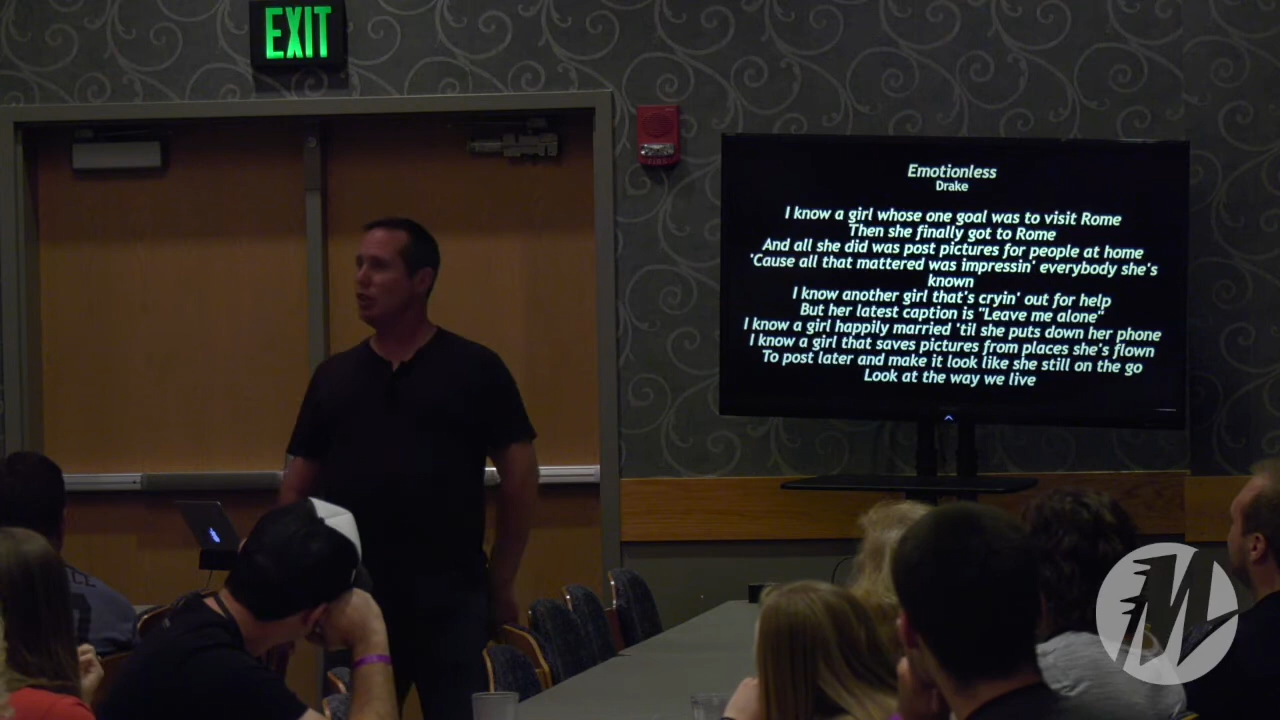 EXIT
Emotionless
Drake
I know a girl whose one goal was to visit Rome
Then she finally got to Rome
And all she did was post pictures for people at home
'Cause all that mattered was impressin' everybody she's
known
I know another girl that's cryin' out for help
But her latest caption is "Leave me alone"
I know a girl happily married 'til she puts down her phone
I know a girl that saves pictures from places she's flown
To post later and make it look like she still on the go
Look at the way we live
M